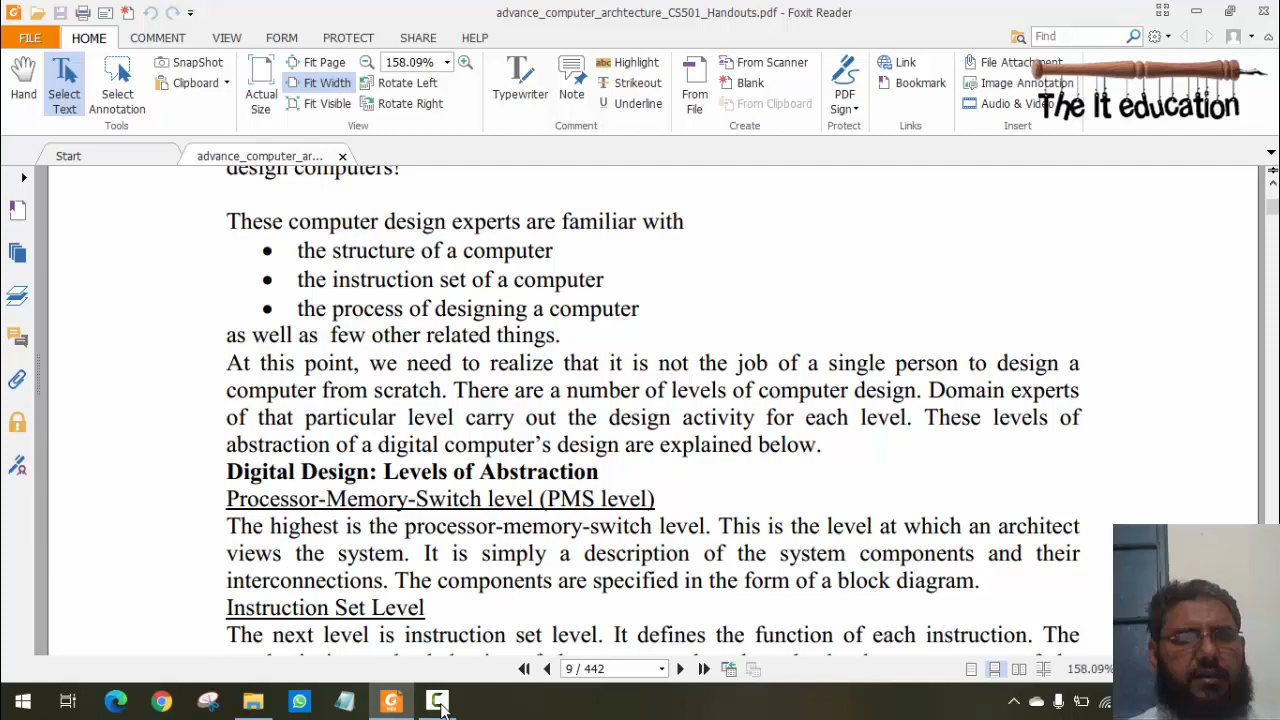 advance_computer_archtecture_CS501_Handouts.pdf - Foxit Reader
FILE HOME COMMENT VIEW FORM PROTECT SHARE HELP Find
Hand
Select Text
Select Annotation
SnapShot
Clipboard
Tools
Actual Size
Fit Page
Fit Width
Fit Visible
158.09%
Rotate Left
Rotate Right
View
Typewriter
Note
Highlight
Strikeout
Underline
Comment
From File
From Scanner
Blank
From Clipboard
Create
PDF Sign
Protect
Link
Bookmark
Links
File Attachment
Image Annotation
Audio & Video
Insert
The It education
Start advance_computer_ar...
design computers!
These computer design experts are familiar with
• the structure of a computer
• the instruction set of a computer
• the process of designing a computer
as well as few other related things.
At this point, we need to realize that it is not the job of a single person to design a
computer from scratch. There are a number of levels of computer design. Domain experts
of that particular level carry out the design activity for each level. These levels of
abstraction of a digital computer’s design are explained below.
Digital Design: Levels of Abstraction
Processor-Memory-Switch level (PMS level)
The highest is the processor-memory-switch level. This is the level at which an architect
views the system. It is simply a description of the system components and their
interconnections. The components are specified in the form of a block diagram.
Instruction Set Level
The next level is instruction set level. It defines the function of each instruction. The
9 / 442
158.09%